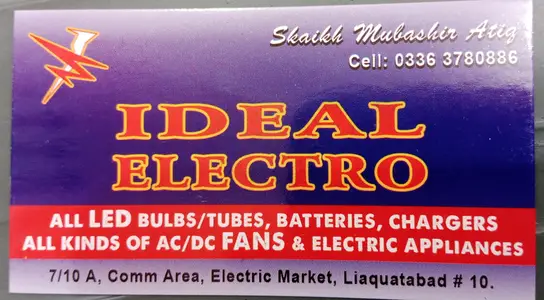 Skaikh Mubashir Atiq
Cell: 0336 3780886
IDEAL
ELECTRO
ALL LED BULBS/TUBES, BATTERIES, CHARGERS
ALL KINDS OF AC/DC FANS & ELECTRIC APPLIANCES
7/10 A, Comm Area, Electric Market, Liaquatabad # 10.